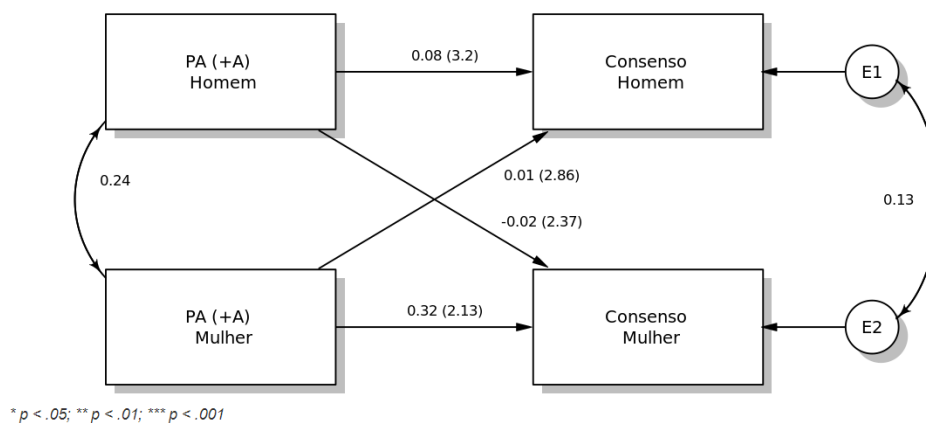 PA (+A)
Homem
0.08 (3.2)
Consenso
Homem
E1
0.24
0.01 (2.86)
-0.02 (2.37)
0.13
PA (+A)
Mulher
0.32 (2.13)
Consenso
Mulher
E2
* p < .05; ** p < .01; *** p < .001